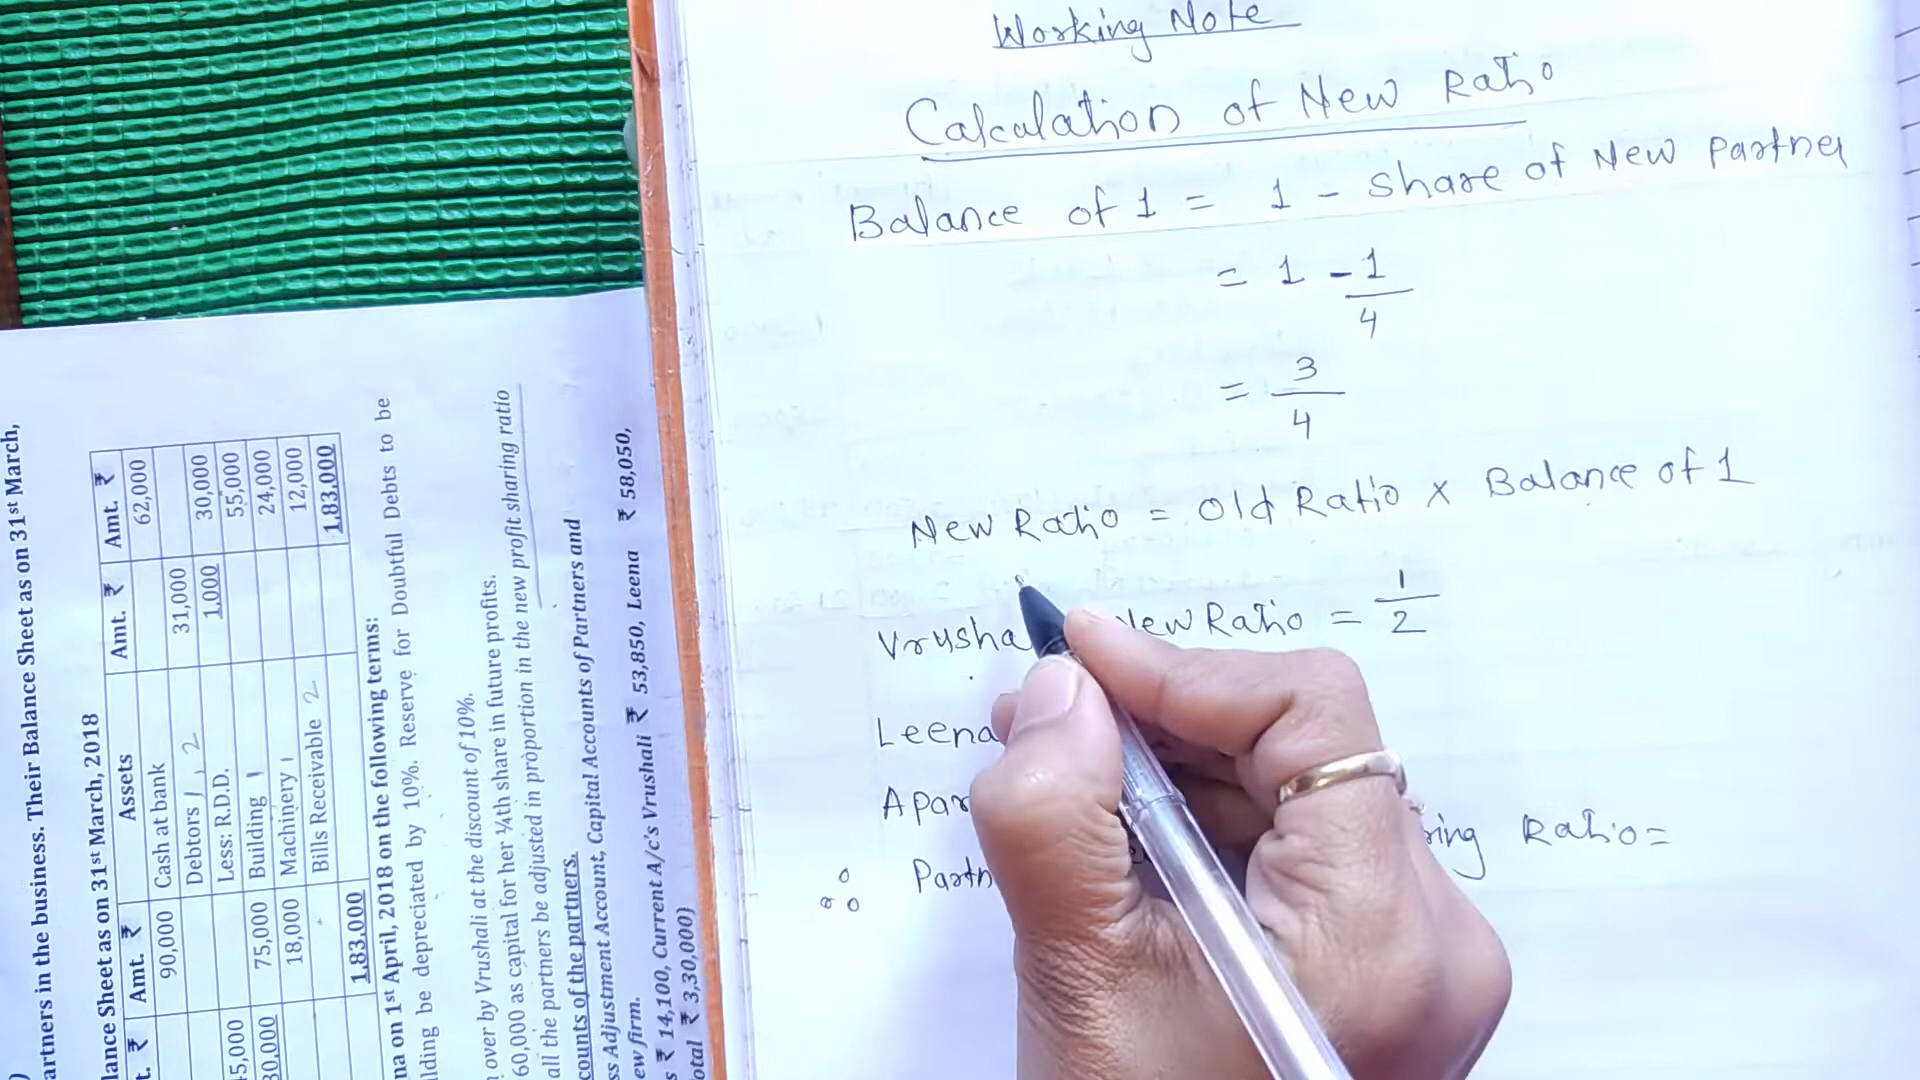 Working Note
Calculation of New Ratio
Balance of 1 = 1 - Share of New Partner
= 1 - 1/4
= 3/4
New Ratio = Old Ratio x Balance of 1
New Ratio = 1/2
Leena
Ratio =
artners in the business. Their Balance Sheet as on 31st March,
lance Sheet as on 31st March, 2018
t. ₹ Amt. ₹ Assets Amt. ₹ Amt. ₹
90,000 Cash at bank 62,000
Debtors 31,000
Less: R.D.D. 1,000 30,000
75,000 Building 55,000
18,000 Machinery 24,000
Bills Receivable 12,000
1,83,000 1,83,000
na on 1st April, 2018 on the following terms:
ilding be depreciated by 10%. Reserve for Doubtful Debts to be
over by Vrushali at the discount of 10%.
60,000 as capital for her ¼th share in future profits.
all the partners be adjusted in proportion in the new profit sharing ratio
counts of the partners.
ss Adjustment Account, Capital Accounts of Partners and
ew firm.
s ₹ 14,100, Current A/c's Vrushali ₹ 53,850, Leena ₹ 58,050,
otal ₹ 3,30,000)